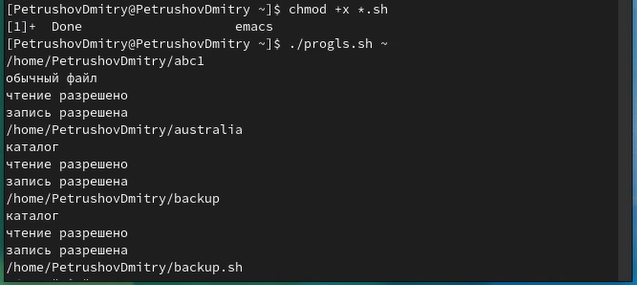 [PetrushovDmitry@PetrushovDmitry ~]$ chmod +x *.sh
[1]+  Done                    emacs
[PetrushovDmitry@PetrushovDmitry ~]$ ./progls.sh ~
/home/PetrushovDmitry/abc1
обычный файл
чтение разрешено
запись разрешена
/home/PetrushovDmitry/australia
каталог
чтение разрешено
запись разрешена
/home/PetrushovDmitry/backup
каталог
чтение разрешено
запись разрешена
/home/PetrushovDmitry/backup.sh